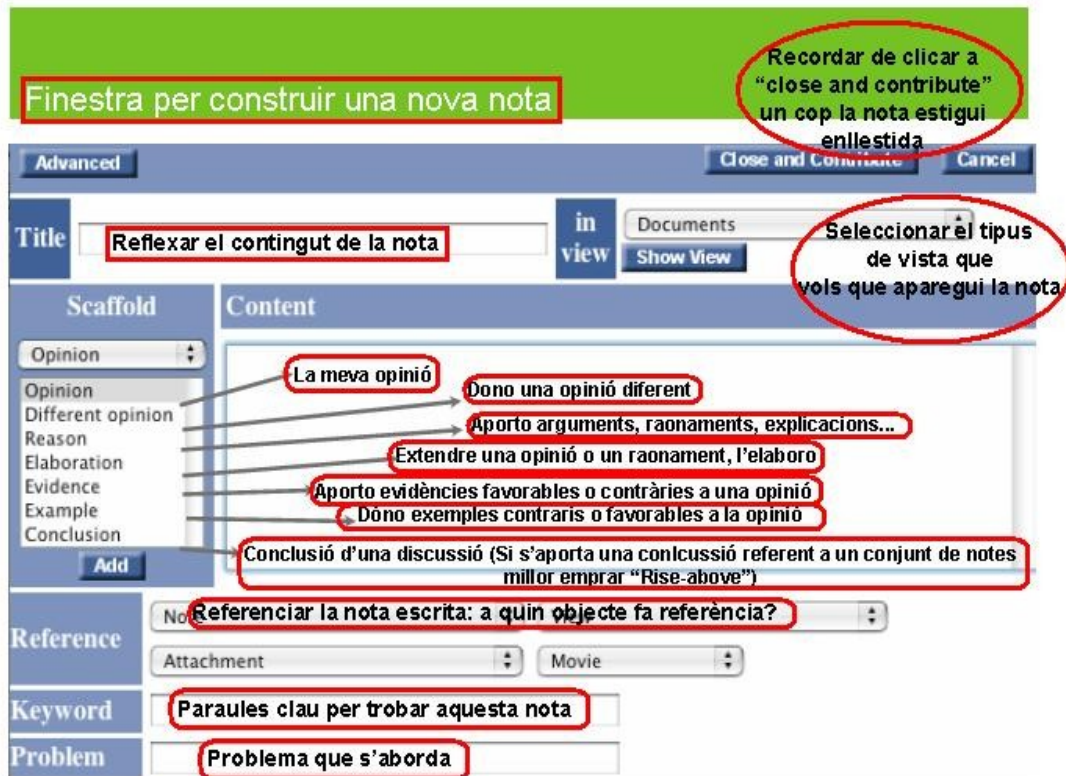 Recordar de clicar a
“close and contribute”
un cop la nota estigui
enllestida
Finestra per construir una nova nota
Advanced
Close and Contribute
Cancel
Title
Reflexar el contingut de la nota
in
view
Documents
Show View
Seleccionar el tipus
de vista que
vols que aparegui la nota
Scaffold
Content
Opinion
Opinion
Different opinion
Reason
Elaboration
Evidence
Example
Conclusion
Add
La meva opinió
Dono una opinió diferent
Aporto arguments, raonaments, explicacions...
Extendre una opinió o un raonament, l’elaboro
Aporto evidències favorables o contràries a una opinió
Dóno exemples contraris o favorables a la opinió
Conclusió d’una discussió (Si s’aporta una conlcussió referent a un conjunt de notes
millor emprar “Rise-above”)
Reference
Referenciar la nota escrita: a quin objecte fa referència?
Attachment
Movie
Keyword
Paraules clau per trobar aquesta nota
Problem
Problema que s’aborda